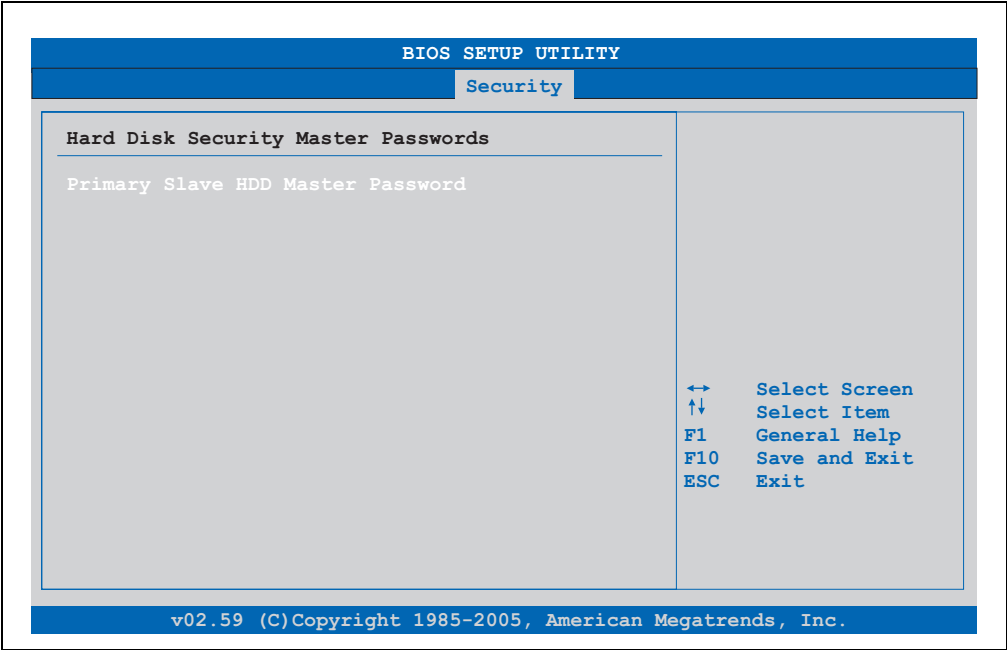 BIOS SETUP UTILITY
Security
Hard Disk Security Master Passwords
Primary Slave HDD Master Password
↔ Select Screen
↑↓ Select Item
F1 General Help
F10 Save and Exit
ESC Exit
v02.59 (C)Copyright 1985-2005, American Megatrends, Inc.